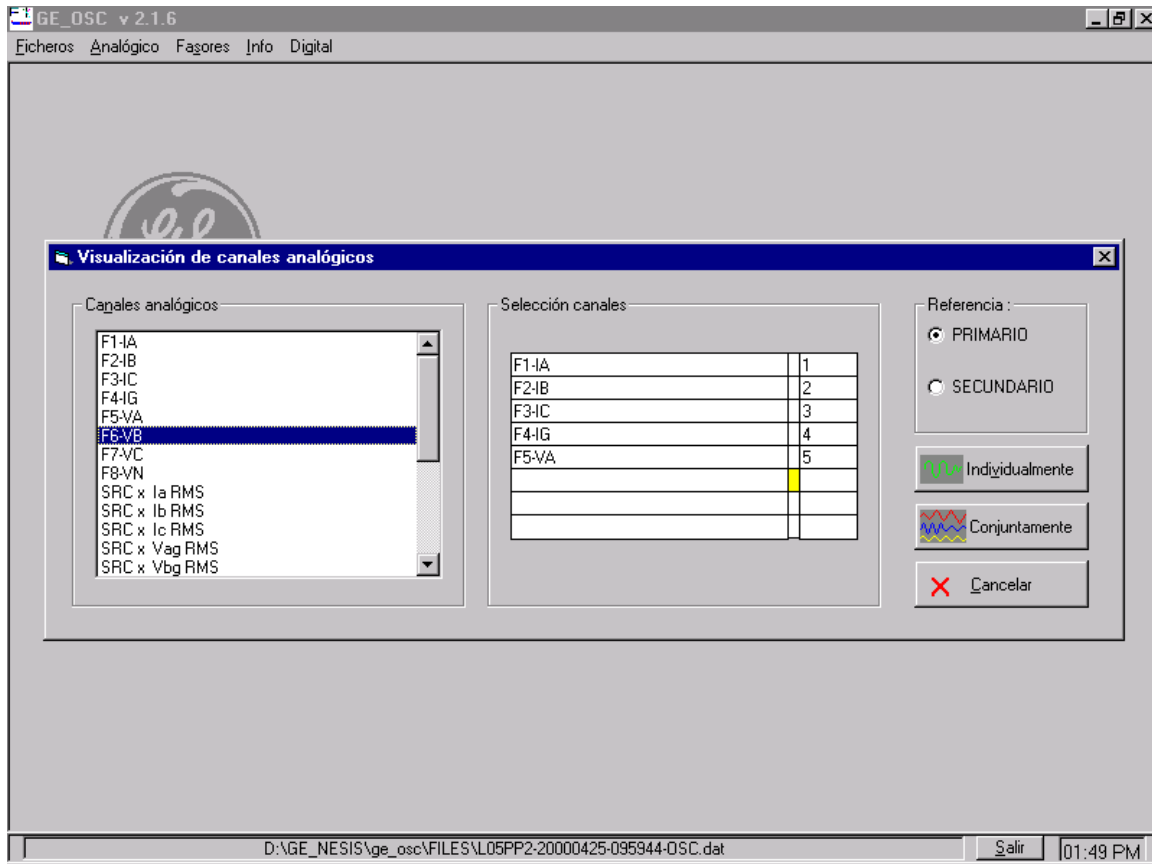 GE_OSC v 2.1.6
Ficheros Analógico Fasores Info Digital
Visualización de canales analógicos
Canales analógicos
F1-IA
F2-IB
F3-IC
F4-IG
F5-VA
F6-VB
F7-VC
F8-VN
SRC x Ia RMS
SRC x Ib RMS
SRC x Ic RMS
SRC x Vag RMS
SRC x Vbg RMS
Selección canales
F1-IA 1
F2-IB 2
F3-IC 3
F4-IG 4
F5-VA 5
Referencia :
PRIMARIO
SECUNDARIO
Individualmente
Conjuntamente
Cancelar
D:\GE_NESIS\ge_osc\FILES\L05PP2-20000425-095944-OSC.dat
Salir
01:49 PM